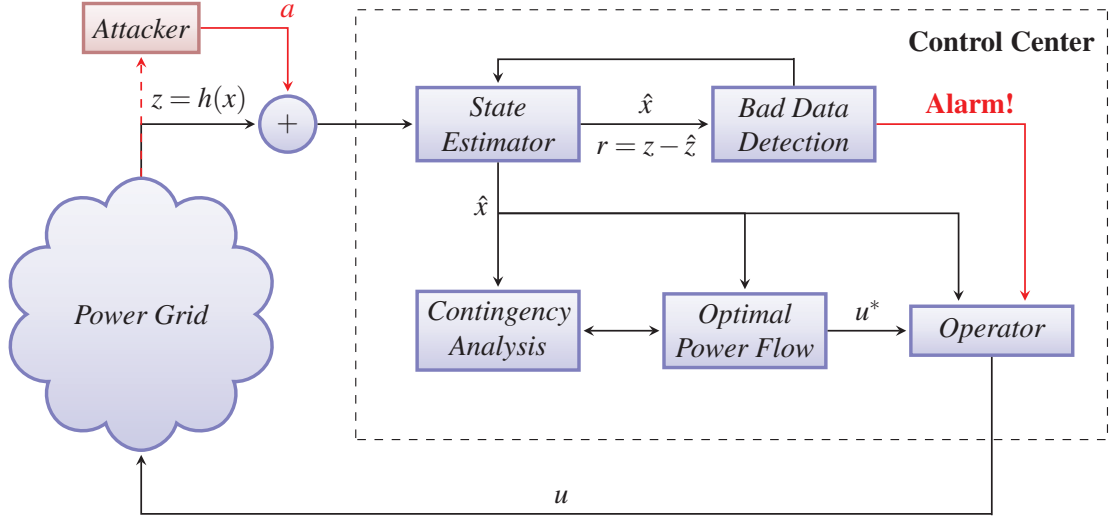 Attacker
a
Control Center
z = h(x)
+
State
Estimator
x̂
r = z − ẑ
Bad Data
Detection
Alarm!
x̂
Power Grid
Contingency
Analysis
Optimal
Power Flow
u*
Operator
u